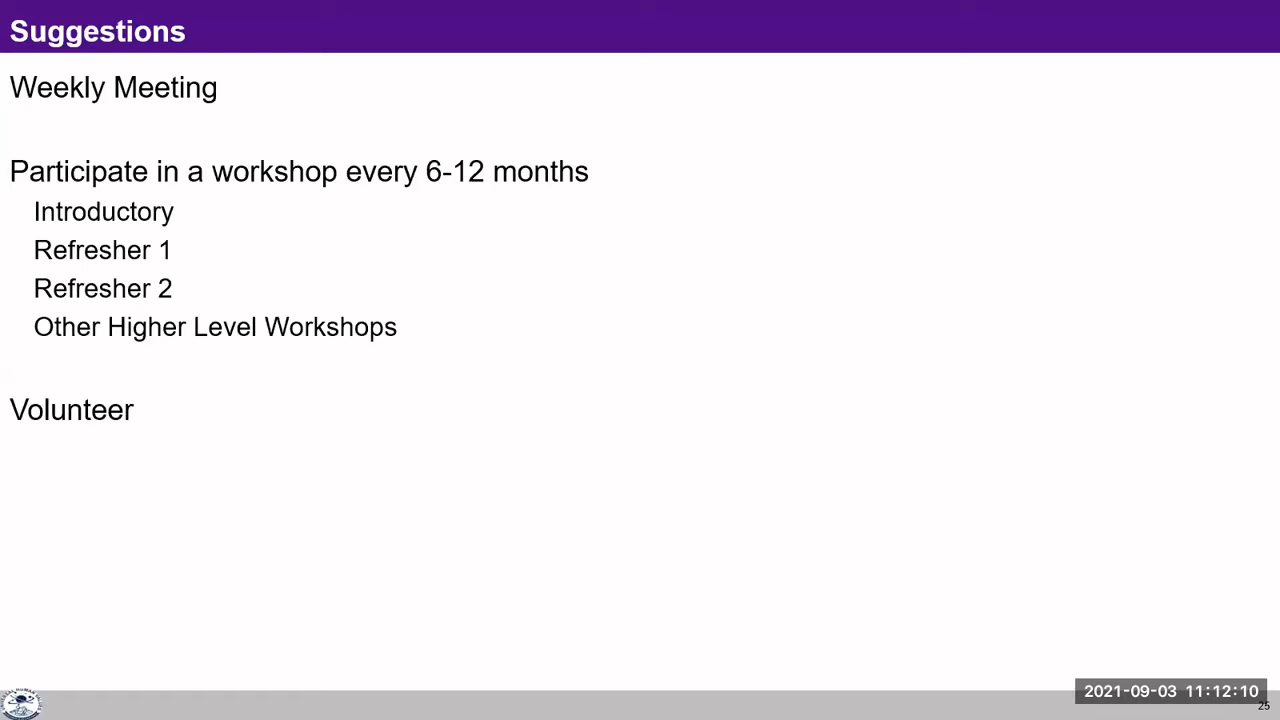 Suggestions
Weekly Meeting
Participate in a workshop every 6-12 months
Introductory
Refresher 1
Refresher 2
Other Higher Level Workshops
Volunteer
2021-09-03 11:12:10
25